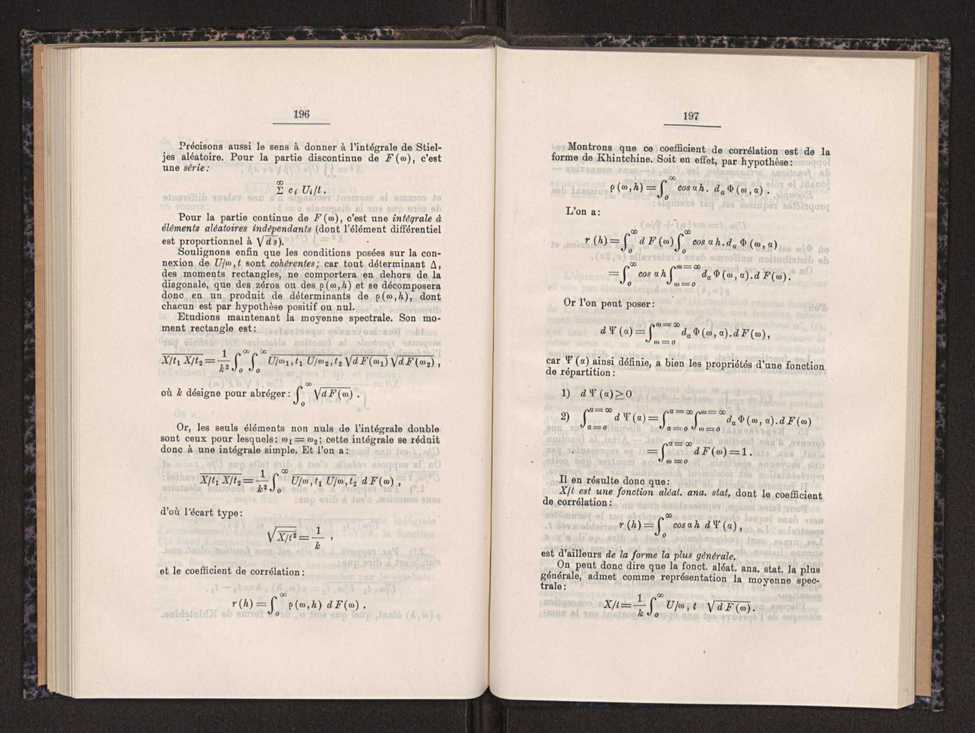 196
Précisons aussi le sens à donner à l'intégrale de Stiel-
jes aléatoire. Pour la partie discontinue de F(ω), c'est
une série:
∞
Σ cᵢ Uᵢ/t .
Pour la partie continue de F(ω), c'est une intégrale à
éléments aléatoires indépendants (dont l'élément différentiel
est proportionnel à √ds).
Soulignons enfin que les conditions posées sur la con-
nexion de U/ω,t sont cohérentes; car tout déterminant Δ,
des moments rectangles, ne comportera en dehors de la
diagonale, que des zéros ou des ρ(ω,h) et se décomposera
donc en un produit de déterminants de ρ(ω,h), dont
chacun est par hypothèse positif ou nul.
Etudions maintenant la moyenne spectrale. Son mo-
ment rectangle est:
X/t₁ X/t₂ = 1/k² ∫₀^∞ ∫₀^∞ U/ω₁,t₁ U/ω₂,t₂ √dF(ω₁) √dF(ω₂) ,
où k désigne pour abréger: ∫₀^∞ √dF(ω) .
Or, les seuls éléments non nuls de l'intégrale double
sont ceux pour lesquels: ω₁ = ω₂; cette intégrale se réduit
donc à une intégrale simple. Et l'on a:
X/t₁ X/t₂ = 1/k² ∫₀^∞ U/ω,t₁ U/ω,t₂ dF(ω) ,
d'où l'écart type:
√X/t² = 1/k ,
et le coefficient de corrélation:
r(h) = ∫₀^∞ ρ(ω,h) dF(ω) .
197
Montrons que ce coefficient de corrélation est de la
forme de Khintchine. Soit en effet, par hypothèse:
ρ(ω,h) = ∫₀^∞ cos αh. d_α Φ(ω,α) .
L'on a:
r(h) = ∫₀^∞ dF(ω) ∫₀^∞ cos αh. d_α Φ(ω,α)
= ∫₀^∞ cos αh ∫_{ω=0}^{ω=∞} d_α Φ(ω,α). dF(ω).
Or l'on peut poser:
dΨ(α) = ∫_{ω=0}^{ω=∞} d_α Φ(ω,α). dF(ω),
car Ψ(α) ainsi définie, a bien les propriétés d'une fonction
de répartition:
1) dΨ(α) ≥ 0
2) ∫_{α=0}^{α=∞} dΨ(α) = ∫_{α=0}^{α=∞} ∫_{ω=0}^{ω=∞} d_α Φ(ω,α). dF(ω)
= ∫_{ω=0}^{α=∞} dF(ω) = 1 .
Il en résulte donc que:
X/t est une fonction aléat. ana. stat, dont le coefficient
de corrélation:
r(h) = ∫₀^∞ cos αh dΨ(α) ,
est d'ailleurs de la forme la plus générale.
On peut donc dire que la fonct. aléat. ana. stat. la plus
générale, admet comme représentation la moyenne spec-
trale:
X/t = 1/k ∫₀^∞ U/ω,t √dF(ω).